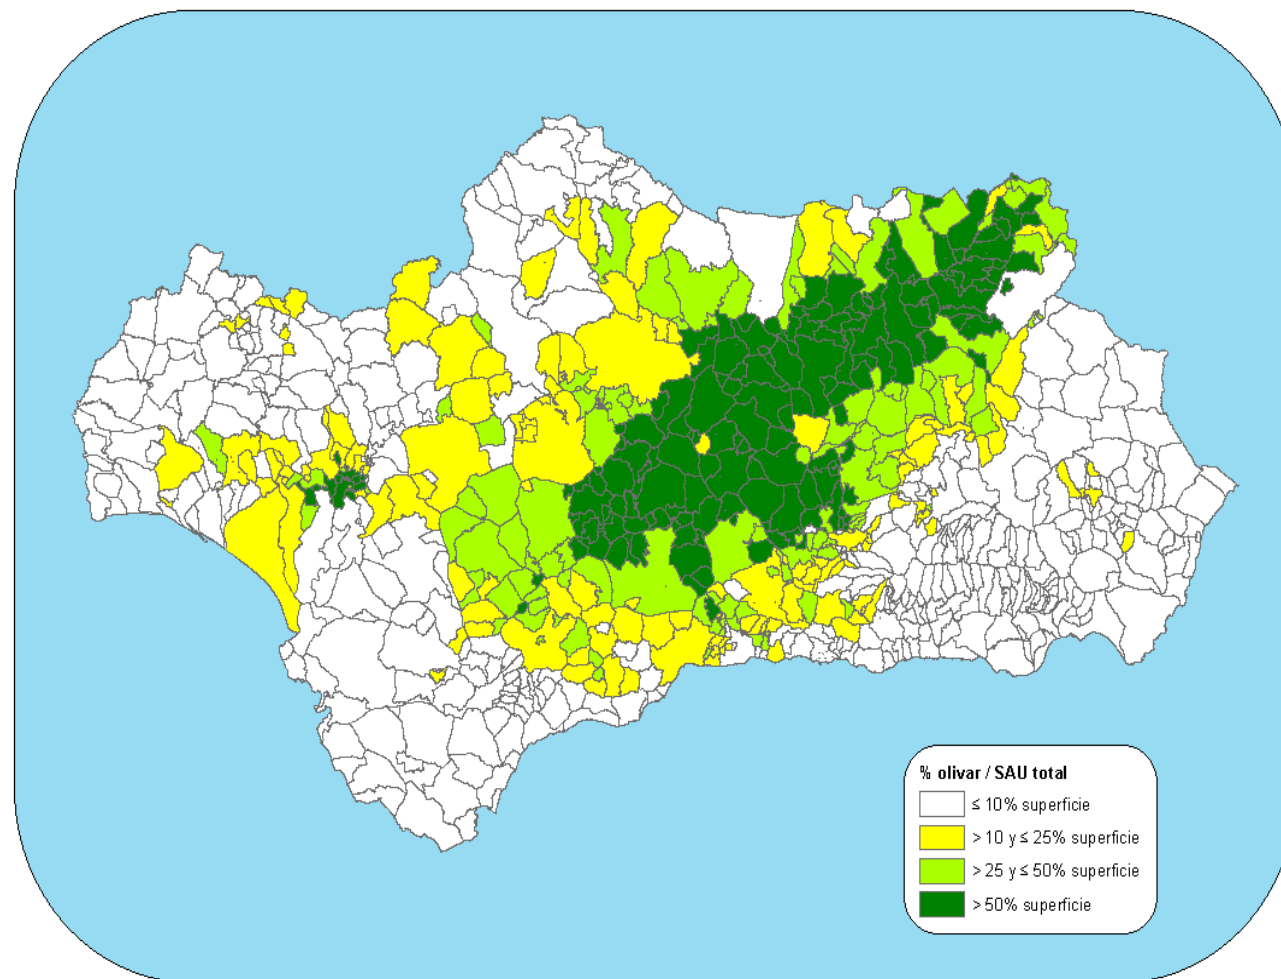 % olivar / SAU total
≤ 10% superficie
> 10 y ≤ 25% superficie
> 25 y ≤ 50% superficie
> 50% superficie